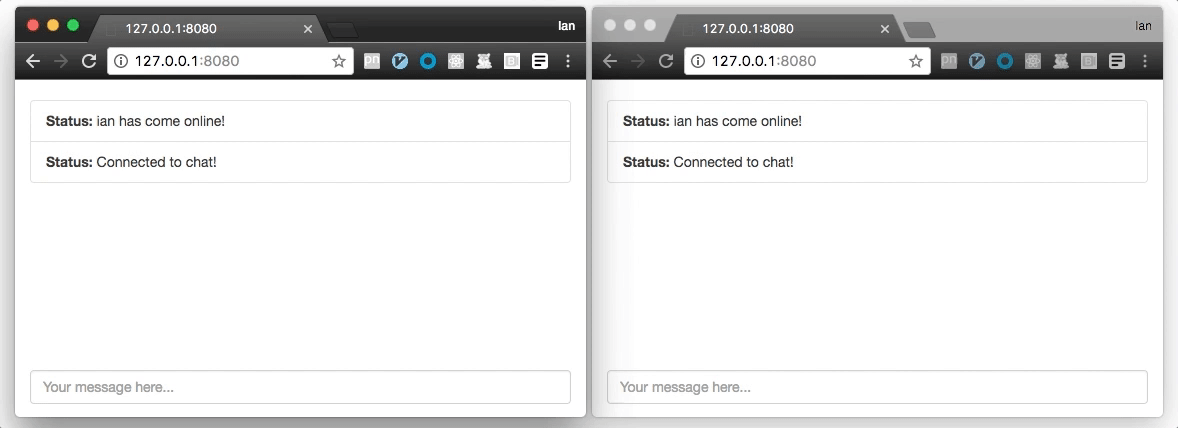 127.0.0.1:8080
Ian
127.0.0.1:8080
Status: ian has come online!
Status: Connected to chat!
Your message here...
127.0.0.1:8080
Ian
127.0.0.1:8080
Status: ian has come online!
Status: Connected to chat!
Your message here...